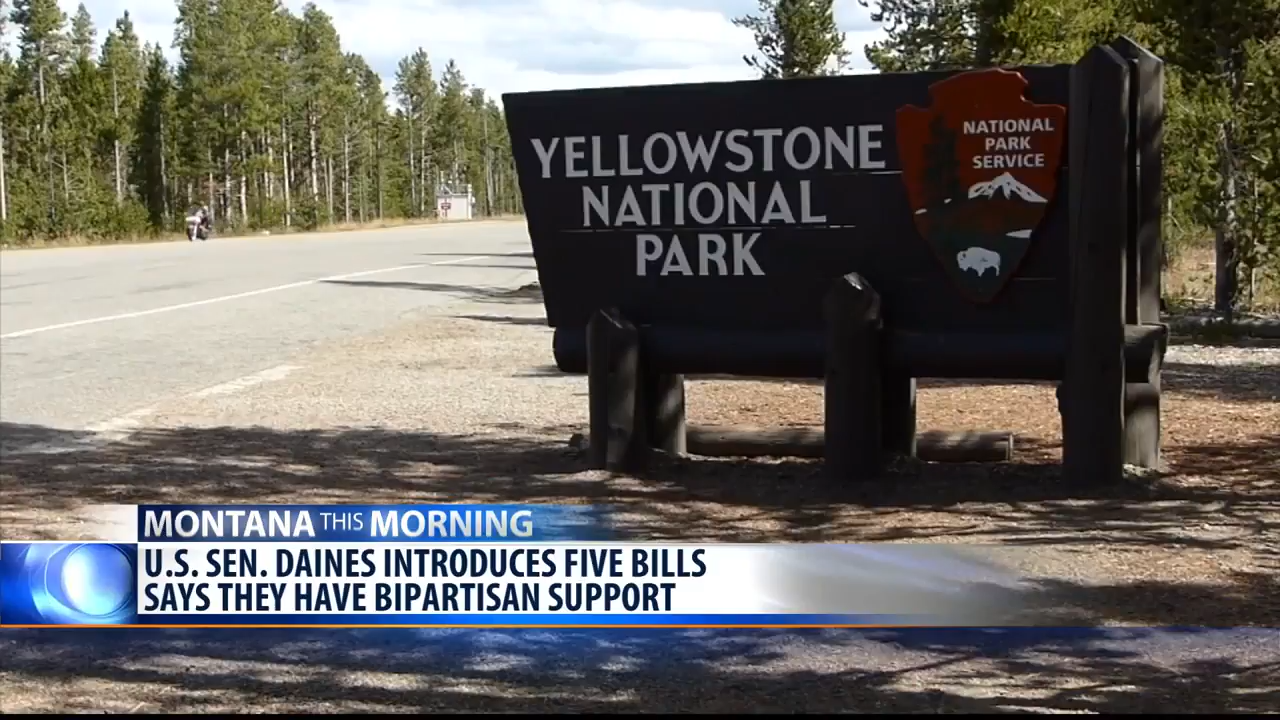 YELLOWSTONE
NATIONAL
PARK
NATIONAL
PARK
SERVICE
MONTANA THIS MORNING
U.S. SEN. DAINES INTRODUCES FIVE BILLS
SAYS THEY HAVE BIPARTISAN SUPPORT